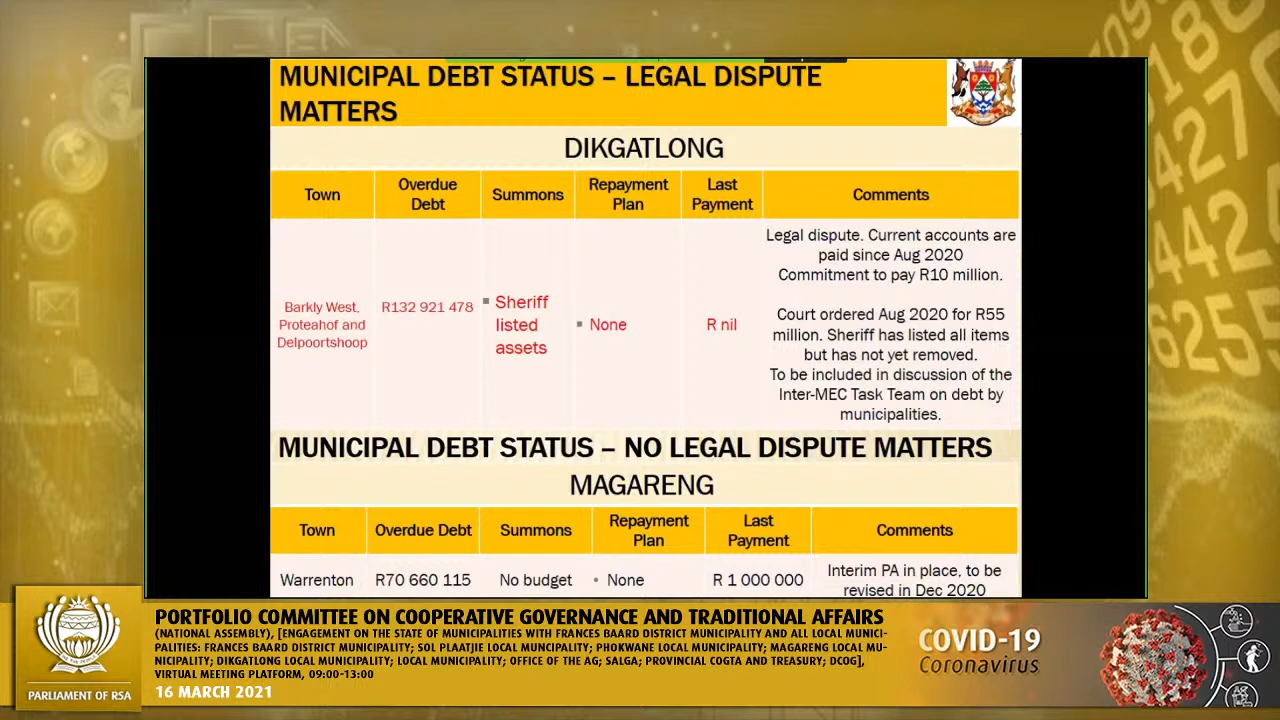 MUNICIPAL DEBT STATUS – LEGAL DISPUTE
MATTERS
DIKGATLONG
Town
Overdue
Debt
Summons
Repayment
Plan
Last
Payment
Comments
Barkly West,
Proteahof and
Delpoortshoop
R132 921 478
▪ Sheriff
listed
assets
▪ None
R nil
Legal dispute. Current accounts are
paid since Aug 2020
Commitment to pay R10 million.
Court ordered Aug 2020 for R55
million. Sheriff has listed all items
but has not yet removed.
To be included in discussion of the
Inter-MEC Task Team on debt by
municipalities.
MUNICIPAL DEBT STATUS – NO LEGAL DISPUTE MATTERS
MAGARENG
Town
Overdue Debt
Summons
Repayment
Plan
Last
Payment
Comments
Warrenton
R70 660 115
No budget
• None
R 1 000 000
Interim PA in place, to be
revised in Dec 2020
PARLIAMENT OF RSA
PORTFOLIO COMMITTEE ON COOPERATIVE GOVERNANCE AND TRADITIONAL AFFAIRS
(NATIONAL ASSEMBLY), [ENGAGEMENT ON THE STATE OF MUNICIPALITIES WITH FRANCES BAARD DISTRICT MUNICIPALITY AND ALL LOCAL MUNICI-
PALITIES: FRANCES BAARD DISTRICT MUNICIPALITY; SOL PLAATJIE LOCAL MUNCIPALITY; PHOKWANE LOCAL MUNICIPALITY; MAGARENG LOCAL MU-
NICIPALITY; DIKGATLONG LOCAL MUNICIPALITY; LOCAL MUNICIPALITY; OFFICE OF THE AG; SALGA; PROVINCIAL COGTA AND TREASURY; DCOG],
VIRTUAL MEETING PLATFORM, 09:00-13:00
16 MARCH 2021
COVID-19
Coronavirus